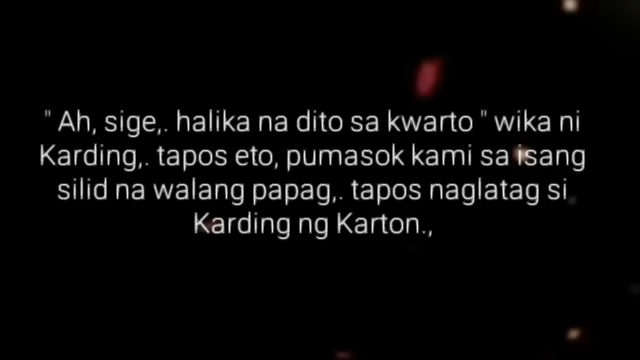 " Ah, sige,. halika na dito sa kwarto " wika ni
Karding,. tapos eto, pumasok kami sa isang
silid na walang papag,. tapos naglatag si
Karding ng Karton.,